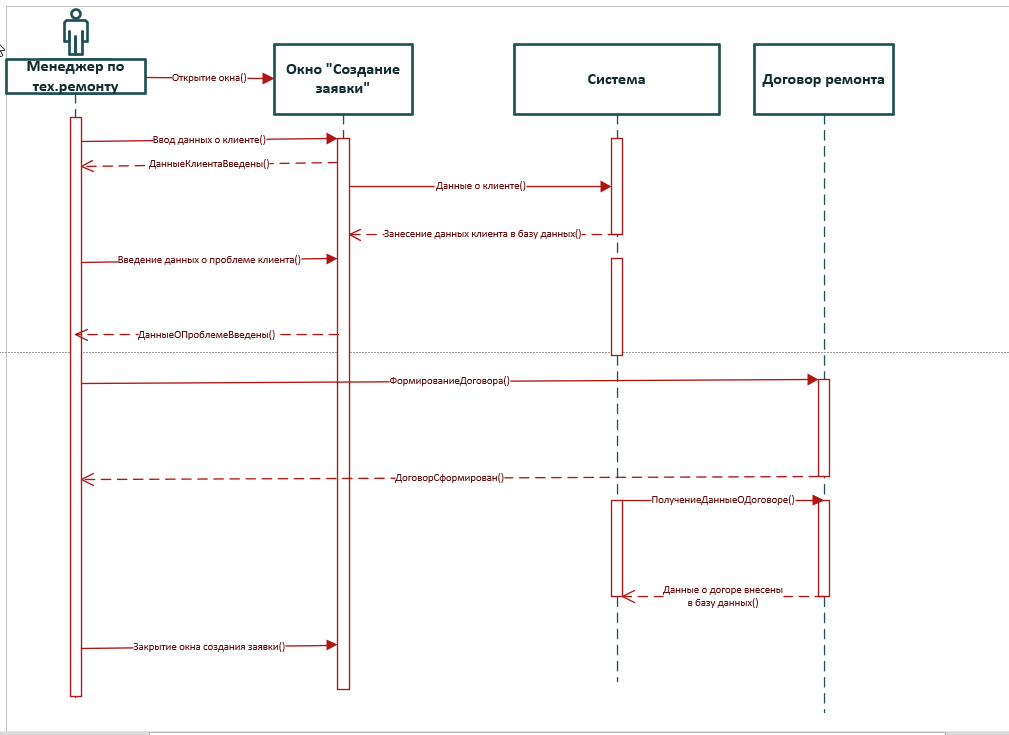 Менеджер по
тех.ремонту
Открытие окна()
Окно "Создание
заявки"
Система
Договор ремонта
Ввод данных о клиенте()
ДанныеКлиентаВведены()
Данные о клиенте()
Занесение данных клиента в базу данных()
Введение данных о проблеме клиента()
ДанныеОПроблемеВведены()
ФормированиеДоговора()
ДоговорСформирован()
ПолучениеДанныеОДоговоре()
Данные о догоре внесены
в базу данных()
Закрытие окна создания заявки()